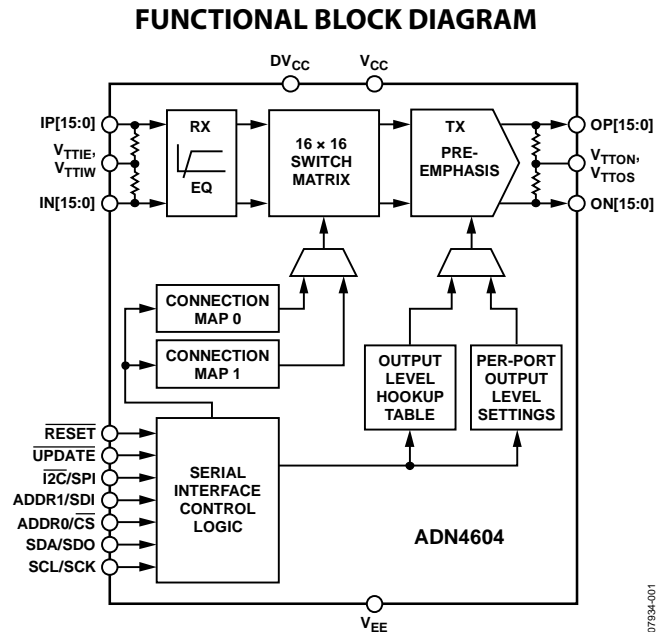 FUNCTIONAL BLOCK DIAGRAM
DVCC
VCC
IP[15:0]
VTTIE,
VTTIW
IN[15:0]
RX
EQ
16 × 16
SWITCH
MATRIX
TX
PRE-
EMPHASIS
OP[15:0]
VTTON,
VTTOS
ON[15:0]
CONNECTION
MAP 0
CONNECTION
MAP 1
OUTPUT
LEVEL
HOOKUP
TABLE
PER-PORT
OUTPUT
LEVEL
SETTINGS
RESET
UPDATE
I2C/SPI
ADDR1/SDI
ADDR0/CS
SDA/SDO
SCL/SCK
SERIAL
INTERFACE
CONTROL
LOGIC
ADN4604
VEE
07934-001